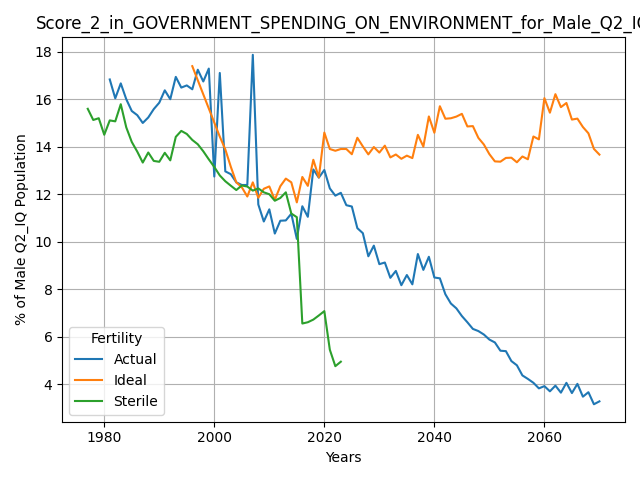 Score_2_in_GOVERNMENT_SPENDING_ON_ENVIRONMENT_for_Male_Q2_IQ
18
16
14
12
10
8
6
4
% of Male Q2_IQ Population
Fertility
Actual
Ideal
Sterile
1980
2000
2020
2040
2060
Years